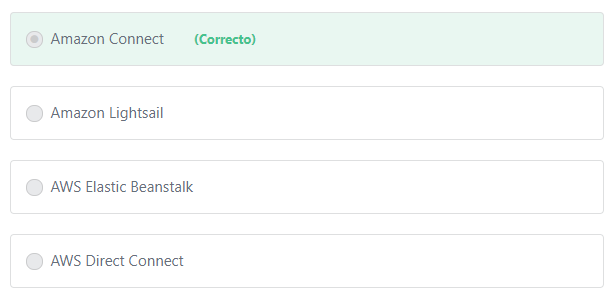 Amazon Connect (Correcto)
Amazon Lightsail
AWS Elastic Beanstalk
AWS Direct Connect